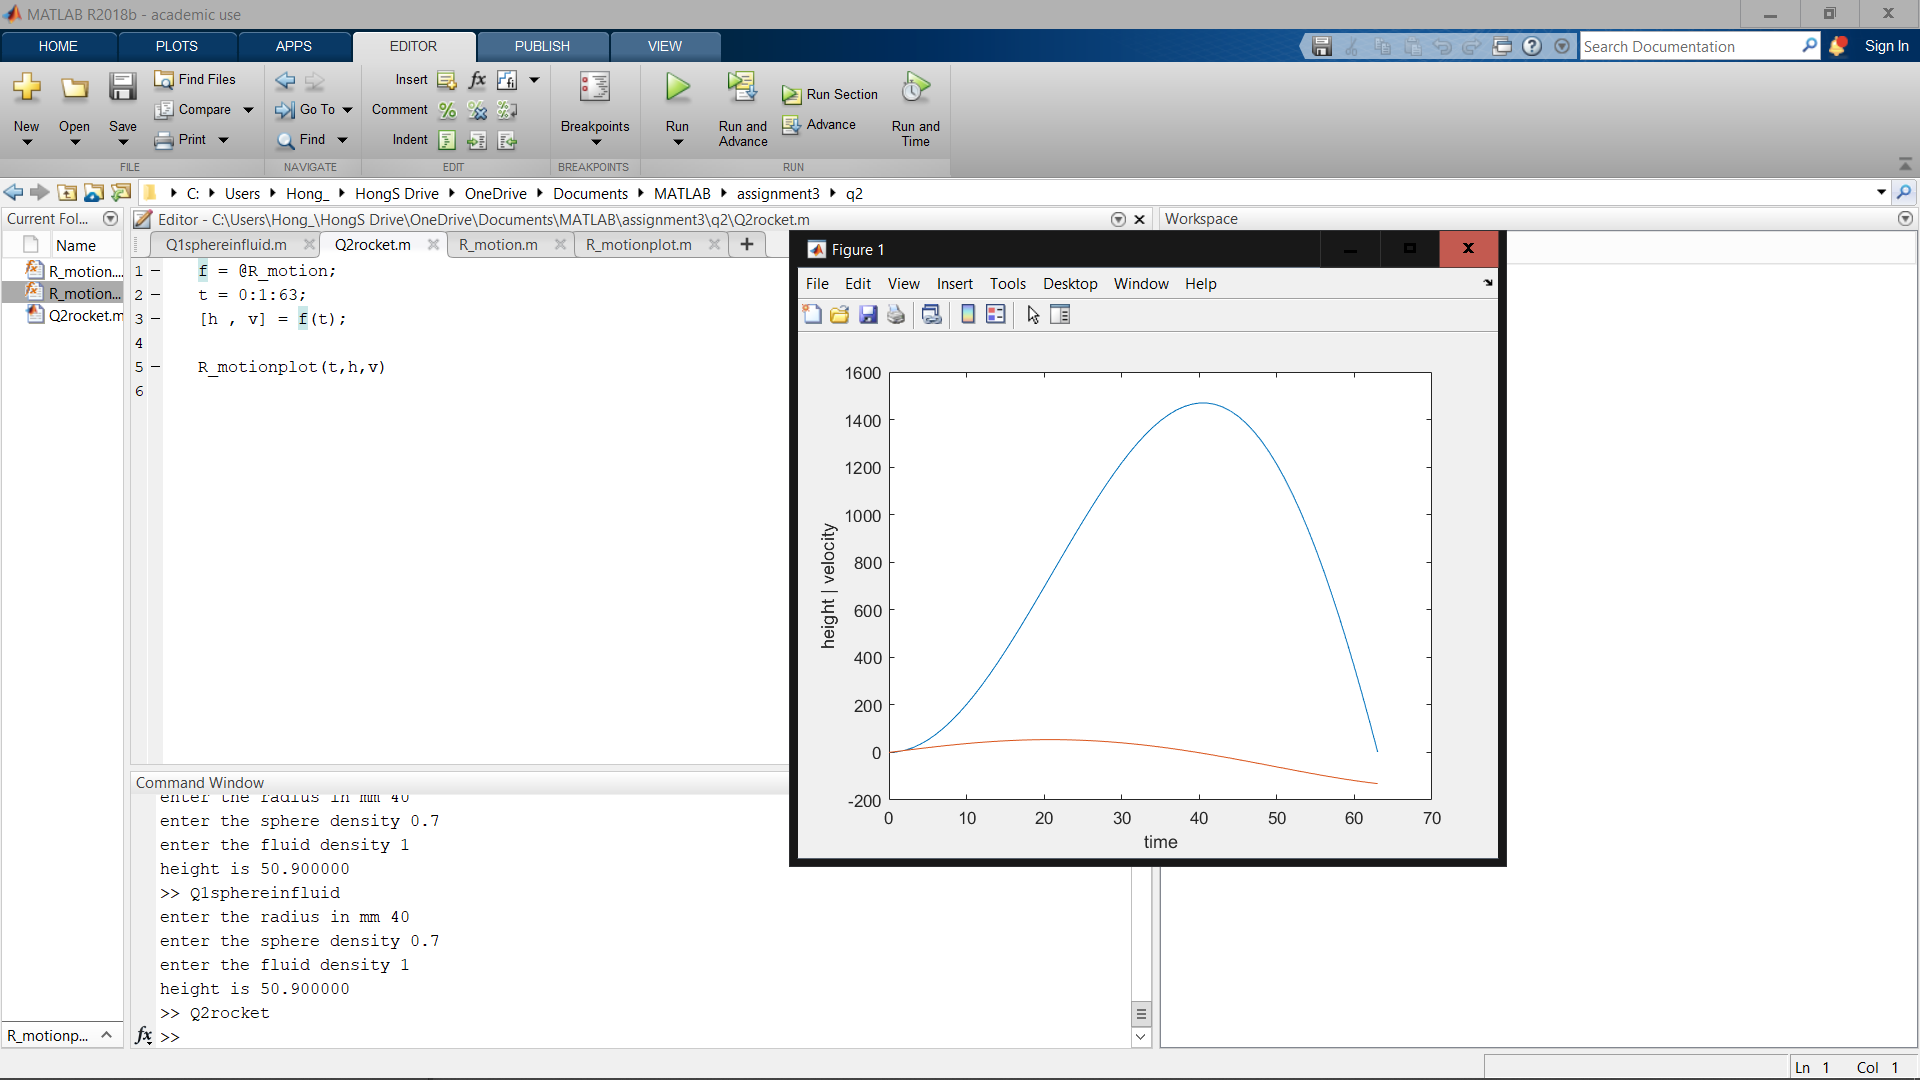 MATLAB R2018b - academic use
HOME PLOTS APPS EDITOR PUBLISH VIEW
Search Documentation
Sign In
New
Open
Save
Find Files
Compare
Print
FILE
Go To
Find
NAVIGATE
Insert
Comment
Indent
EDIT
Breakpoints
BREAKPOINTS
Run
Run and Advance
Run Section
Advance
Run and Time
RUN
C: Users Hong_ HongS Drive OneDrive Documents MATLAB assignment3 q2
Current Fol...
Name
R_motion....
R_motion...
Q2rocket.m
R_motionp...
Editor - C:\Users\Hong_\HongS Drive\OneDrive\Documents\MATLAB\assignment3\q2\Q2rocket.m
Q1sphereinfluid.m Q2rocket.m R_motion.m R_motionplot.m +
1 – f = @R_motion;
2 – t = 0:1:63;
3 – [h , v] = f(t);
4
5 – R_motionplot(t,h,v)
6
Command Window
enter the radius in mm 40
enter the sphere density 0.7
enter the fluid density 1
height is 50.900000
>> Q1sphereinfluid
enter the radius in mm 40
enter the sphere density 0.7
enter the fluid density 1
height is 50.900000
>> Q2rocket
fx >>
Workspace
Figure 1
File Edit View Insert Tools Desktop Window Help
1600
1400
1200
1000
800
600
400
200
0
-200
height | velocity
0 10 20 30 40 50 60 70
time
Ln 1 Col 1